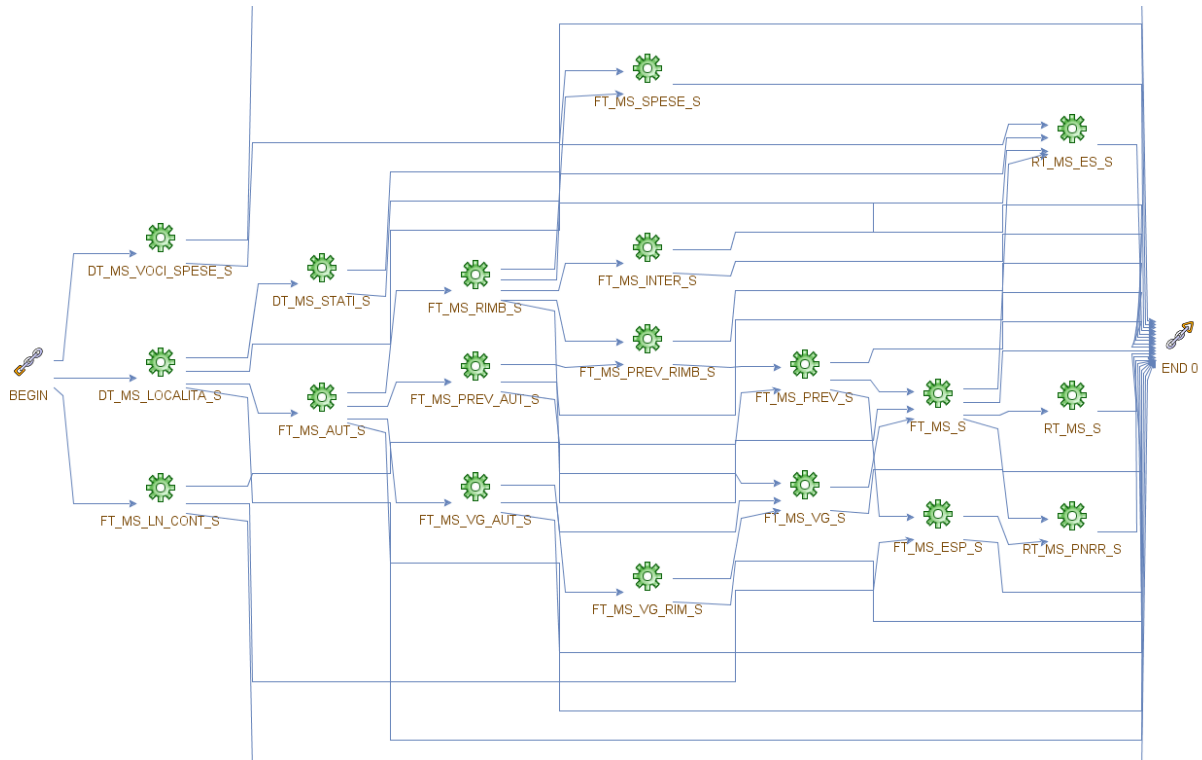 FT_MS_SPESE_S
RT_MS_ES_S
DT_MS_VOCI_SPESE_S
DT_MS_STATI_S
FT_MS_RIMB_S
FT_MS_INTER_S
BEGIN
DT_MS_LOCALITA_S
FT_MS_AUT_S
FT_MS_PREV_AUT_S
FT_MS_PREV_RIMB_S
FT_MS_PREV_S
FT_MS_S
RT_MS_S
END 0
FT_MS_LN_CONT_S
FT_MS_VG_AUT_S
FT_MS_VG_S
FT_MS_ESP_S
RT_MS_PNRR_S
FT_MS_VG_RIM_S